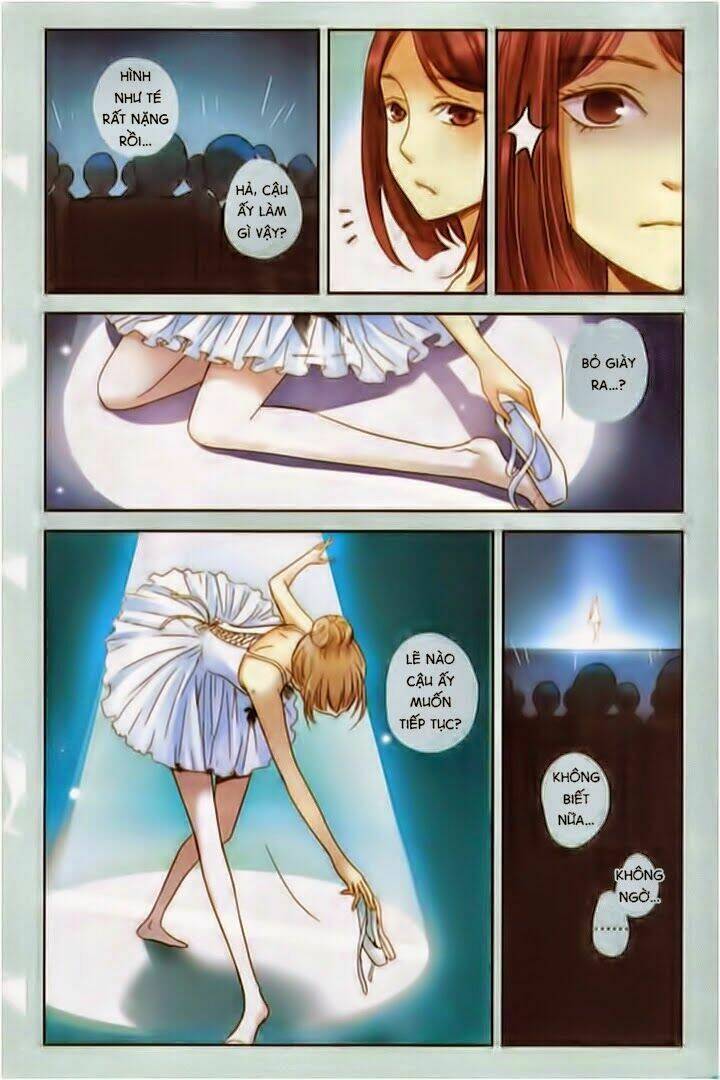 HÌNH
NHƯ TÉ
RẤT NẶNG
RỒI...
HẢ, CẬU
ẤY LÀM
GÌ VẬY?
BỎ GIÀY
RA...?
LẼ NÀO
CẬU ẤY
MUỐN
TIẾP TỤC?
KHÔNG
BIẾT
NỮA...
KHÔNG
NGỜ...
......